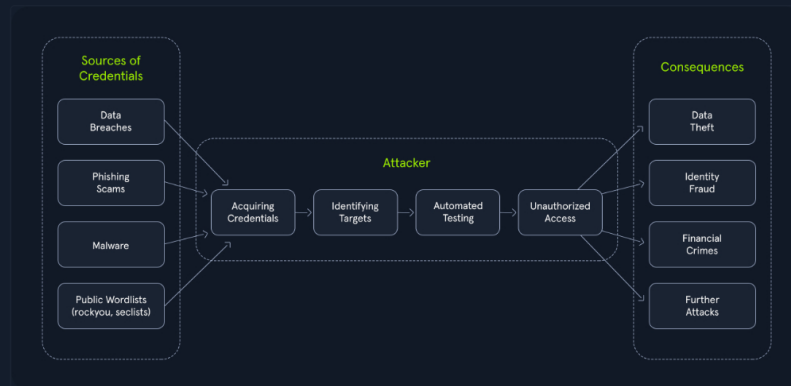 Sources of
Credentials
Data
Breaches
Phishing
Scams
Malware
Public Wordlists
(rockyou, seclists)
Attacker
Acquiring
Credentials
Identifying
Targets
Automated
Testing
Unauthorized
Access
Consequences
Data
Theft
Identity
Fraud
Financial
Crimes
Further
Attacks